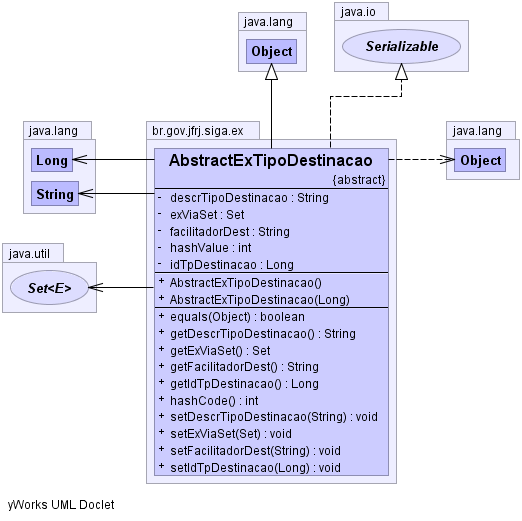 java.lang
Object
java.io
Serializable
java.lang
Long
String
br.gov.jfrj.siga.ex
AbstractExTipoDestinacao
{abstract}
- descrTipoDestinacao : String
- exViaSet : Set
- facilitadorDest : String
- hashValue : int
- idTpDestinacao : Long
+ AbstractExTipoDestinacao()
+ AbstractExTipoDestinacao(Long)
+ equals(Object) : boolean
+ getDescrTipoDestinacao() : String
+ getExViaSet() : Set
+ getFacilitadorDest() : String
+ getIdTpDestinacao() : Long
+ hashCode() : int
+ setDescrTipoDestinacao(String) : void
+ setExViaSet(Set) : void
+ setFacilitadorDest(String) : void
+ setIdTpDestinacao(Long) : void
java.lang
Object
java.util
Set<E>
yWorks UML Doclet